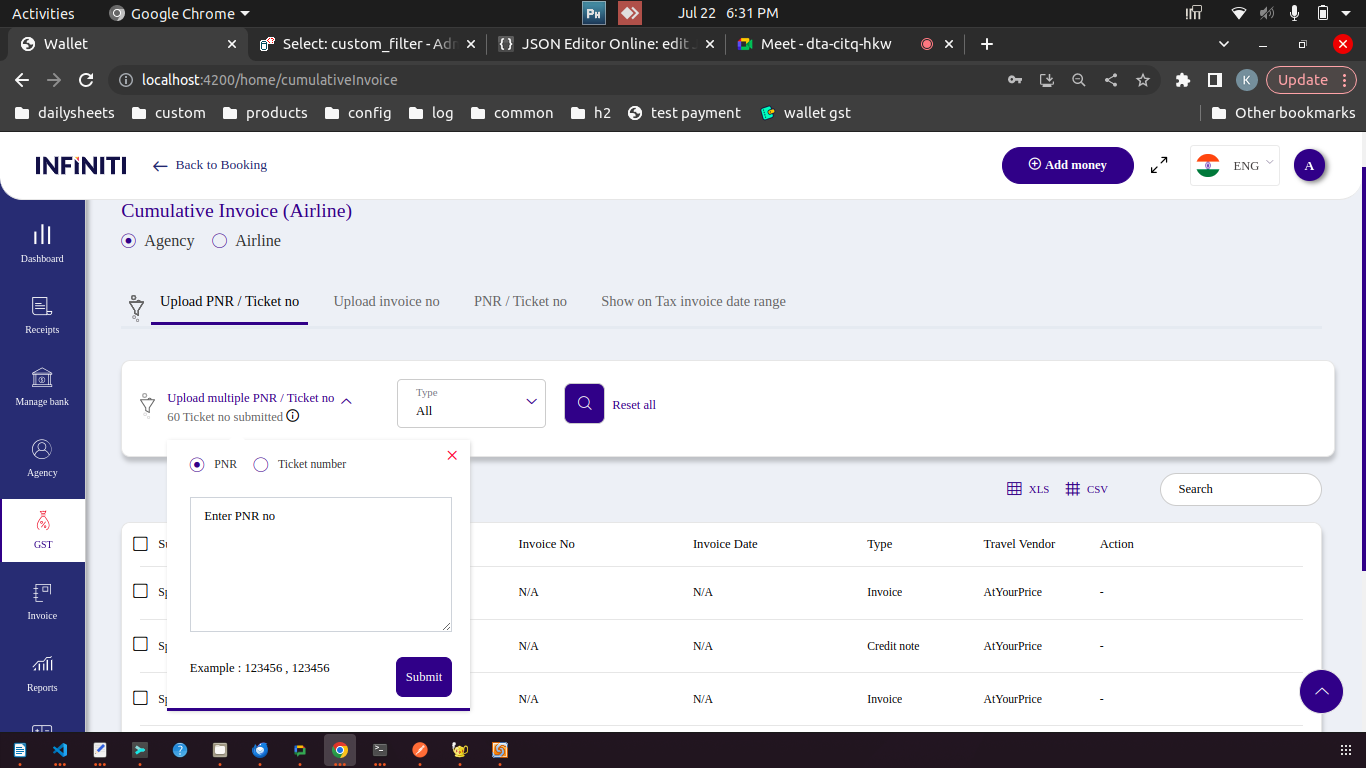 Activities Google Chrome Jul 22 6:31 PM
Wallet Select: custom_filter - Adr JSON Editor Online: edit Meet - dta-citq-hkw
localhost:4200/home/cumulativeInvoice K Update
dailysheets custom products config log common h2 test payment wallet gst Other bookmarks
INFINITI Back to Booking Add money ENG A
Cumulative Invoice (Airline)
Agency Airline
Dashboard
Upload PNR / Ticket no Upload invoice no PNR / Ticket no Show on Tax invoice date range
Receipts
Manage bank
Upload multiple PNR / Ticket no
60 Ticket no submitted
Type
All
Reset all
Agency
PNR Ticket number
XLS CSV Search
Enter PNR no
GST
Invoice No Invoice Date Type Travel Vendor Action
N/A N/A Invoice AtYourPrice -
Invoice
N/A N/A Credit note AtYourPrice -
Example : 123456 , 123456 Submit
Reports
N/A N/A Invoice AtYourPrice -